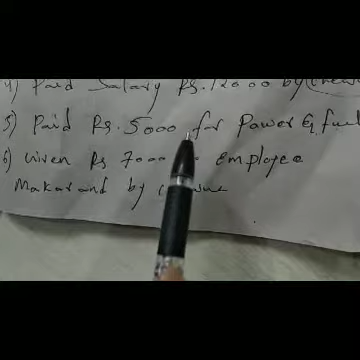 4) Paid Salary Rs. 12000 by
5) Paid Rs. 5000 for Power & fuel
6) Given Rs 7000 Employee
Makarand by